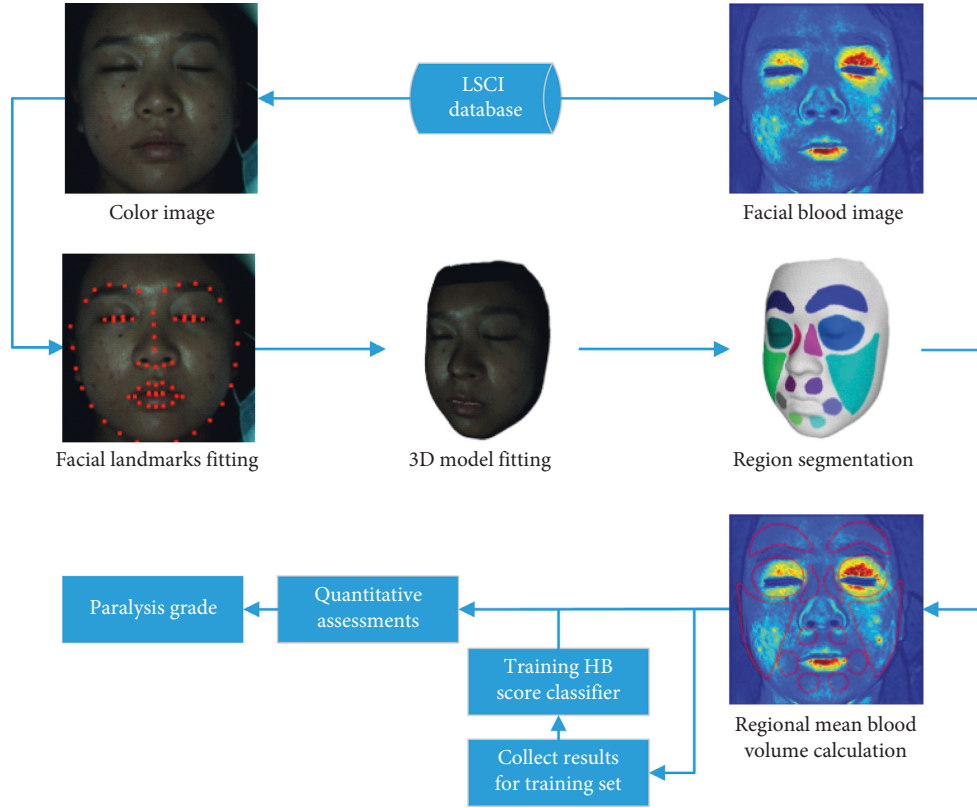 LSCI
database
Color image
Facial blood image
Facial landmarks fitting
3D model fitting
Region segmentation
Paralysis grade
Quantitative
assessments
Training HB
score classifier
Collect results
for training set
Regional mean blood
volume calculation